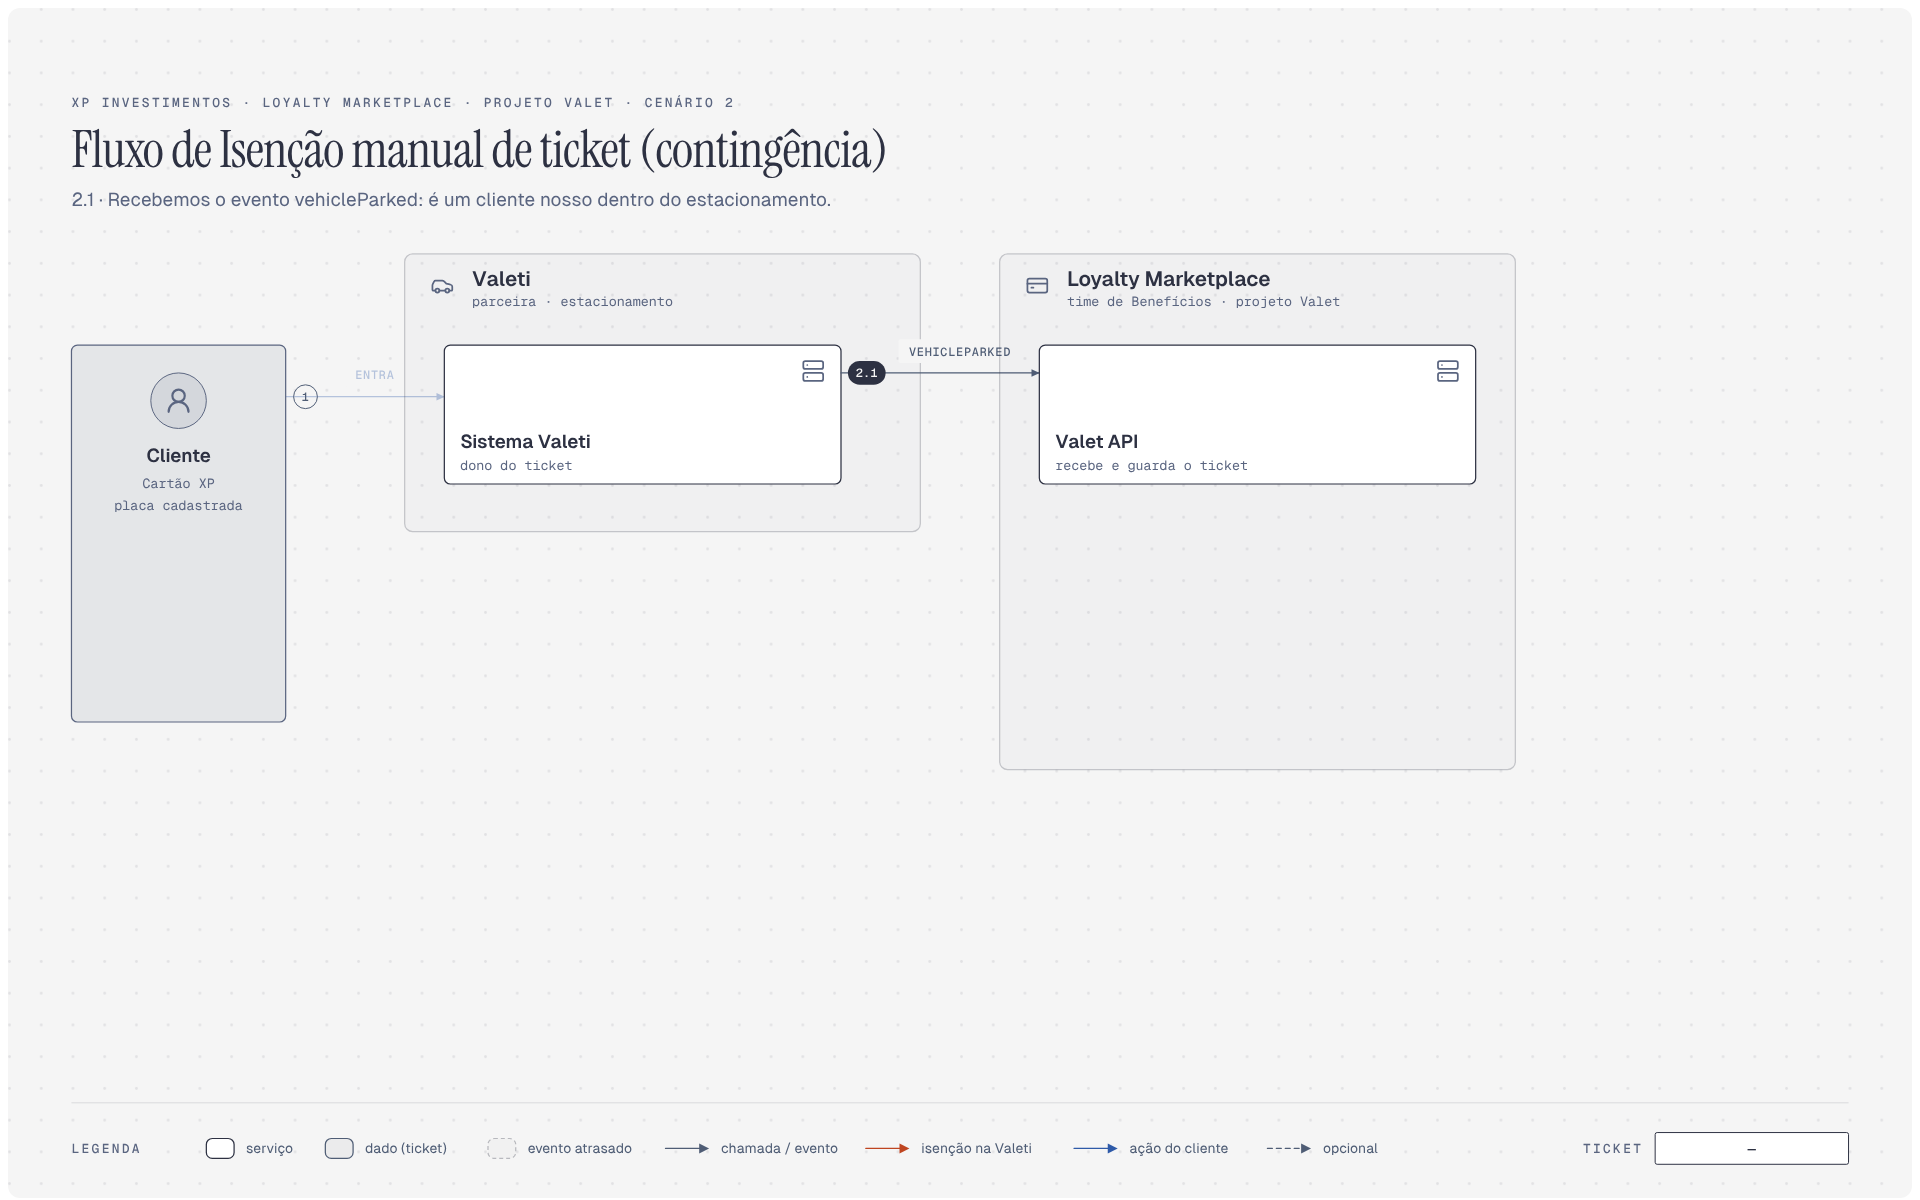 XP INVESTIMENTOS · LOYALTY MARKETPLACE · PROJETO VALET · CENÁRIO 2
Fluxo de Isenção manual de ticket (contingência)
2.1 · Recebemos o evento vehicleParked: é um cliente nosso dentro do estacionamento.
Valeti
parceira · estacionamento
Loyalty Marketplace
time de Benefícios · projeto Valet
Cliente
Cartão XP
placa cadastrada
1
ENTRA
Sistema Valeti
dono do ticket
2.1
VEHICLEPARKED
Valet API
recebe e guarda o ticket
LEGENDA
serviço
dado (ticket)
evento atrasado
chamada / evento
isenção na Valeti
ação do cliente
opcional
TICKET
—